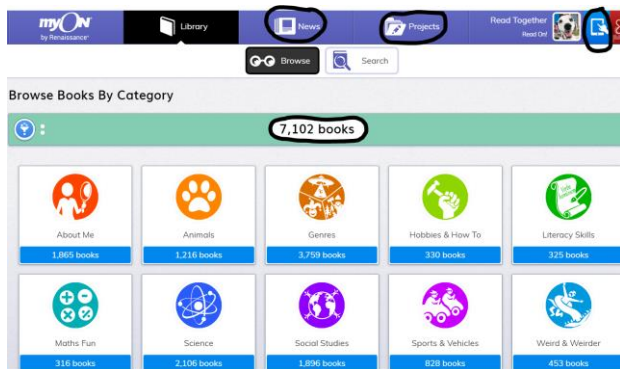 myON
by Renaissance®
Library
News
Projects
Read Together
Read On!
Browse
Search
Browse Books By Category
7,102 books
About Me
Animals
Genres
Hobbies & How To
Literacy Skills
1,865 books
1,216 books
3,759 books
330 books
325 books
Maths Fun
Science
Social Studies
Sports & Vehicles
Weird & Weirder
316 books
2,106 books
1,896 books
828 books
453 books